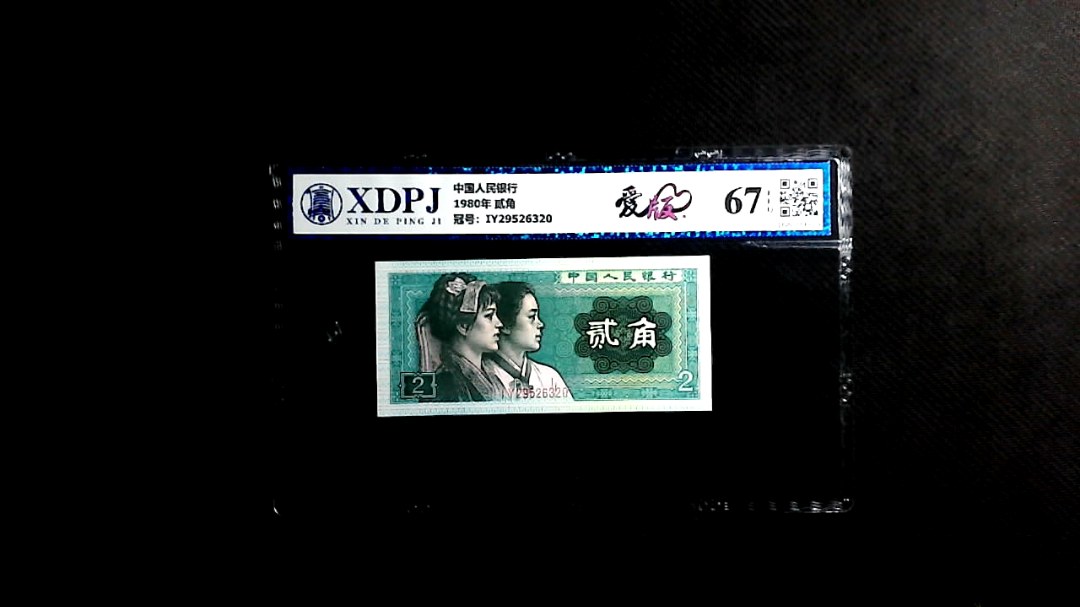 XDPJ
XIN DE PING JI
中国人民银行
1980年 贰角
冠号：IY29526320
爱版
67
中国人民银行
贰角
2
2
IY29526320